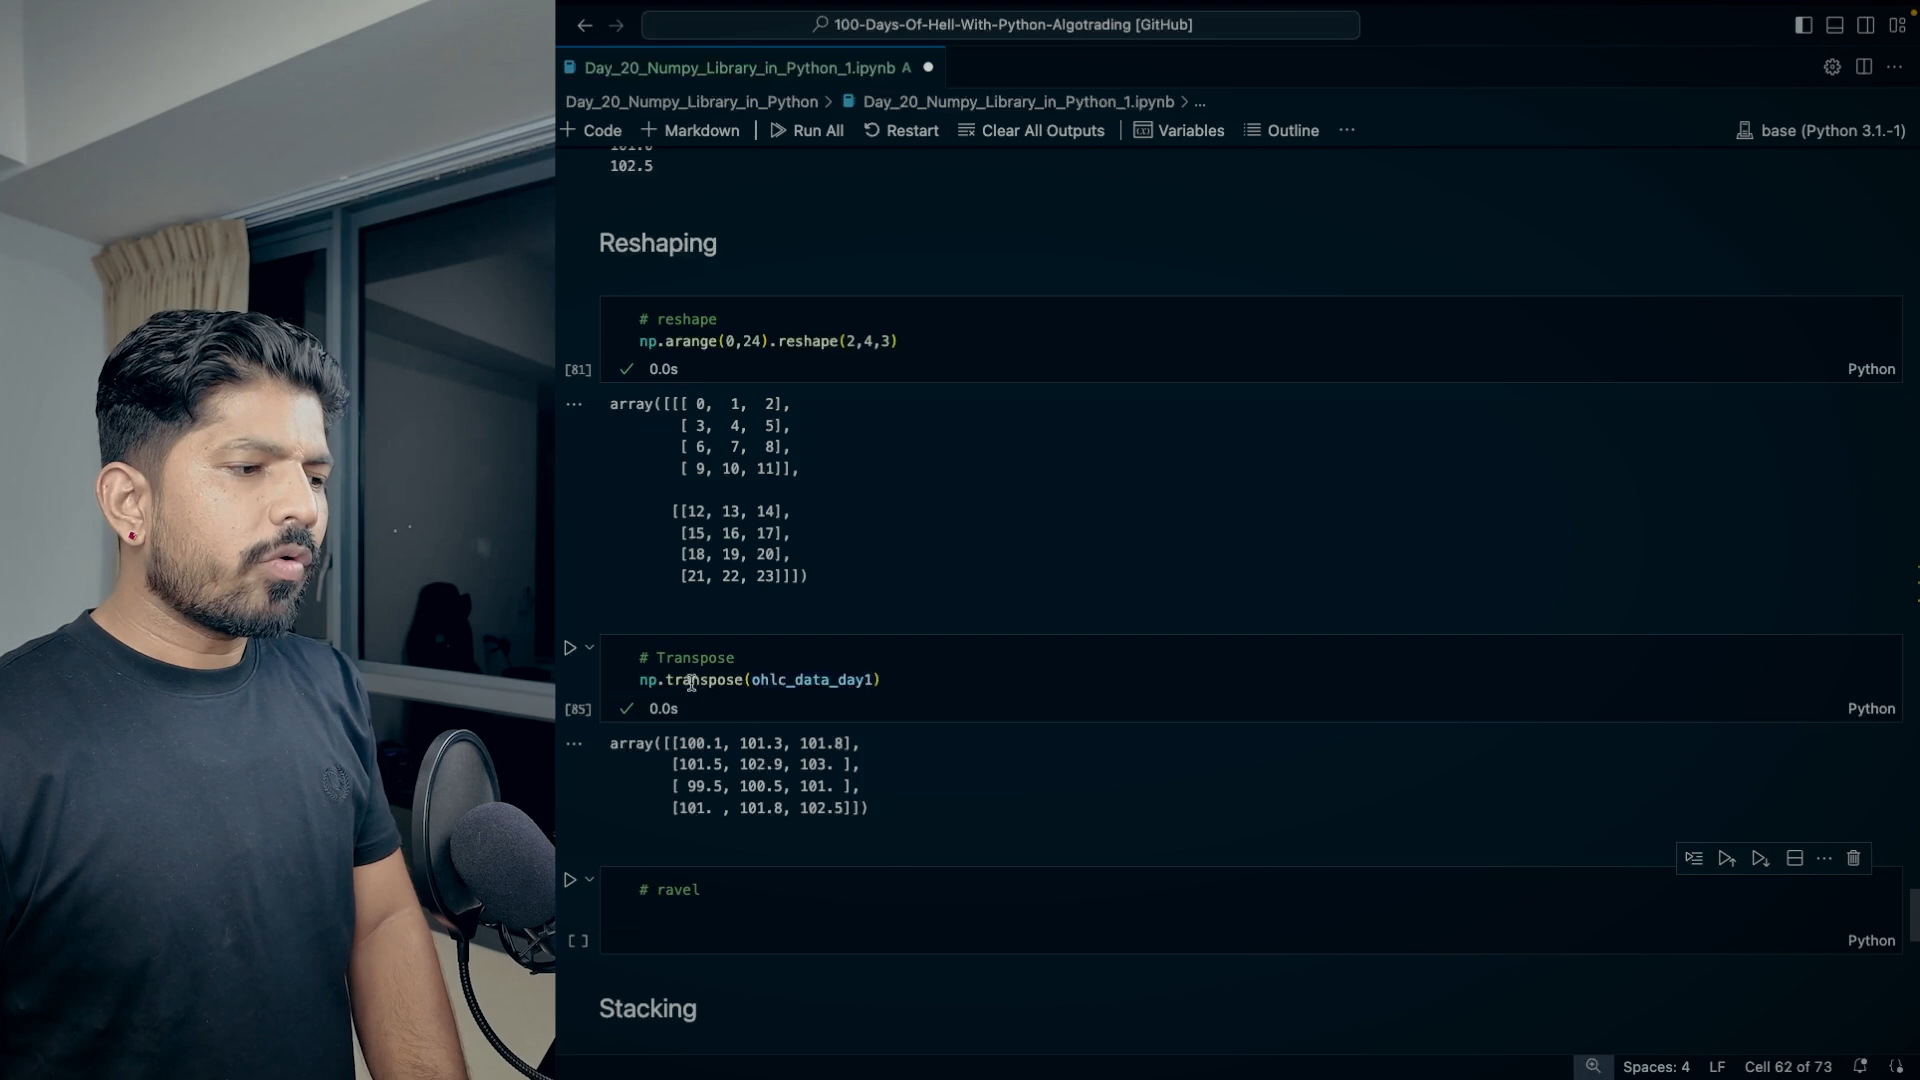 100-Days-Of-Hell-With-Python-Algotrading [GitHub]
Day_20_Numpy_Library_in_Python_1.ipynb A
Day_20_Numpy_Library_in_Python > Day_20_Numpy_Library_in_Python_1.ipynb > ...
+ Code + Markdown | Run All Restart Clear All Outputs | Variables Outline ... base (Python 3.1.-1)
102.5
Reshaping
# reshape
np.arange(0,24).reshape(2,4,3)
[81] ✓ 0.0s Python
... array([[[ 0, 1, 2],
[ 3, 4, 5],
[ 6, 7, 8],
[ 9, 10, 11]],
[[12, 13, 14],
[15, 16, 17],
[18, 19, 20],
[21, 22, 23]]])
# Transpose
np.transpose(ohlc_data_day1)
[85] ✓ 0.0s Python
... array([[100.1, 101.3, 101.8],
[101.5, 102.9, 103. ],
[ 99.5, 100.5, 101. ],
[101. , 101.8, 102.5]])
# ravel
[ ] Python
Stacking
Spaces: 4 LF Cell 62 of 73